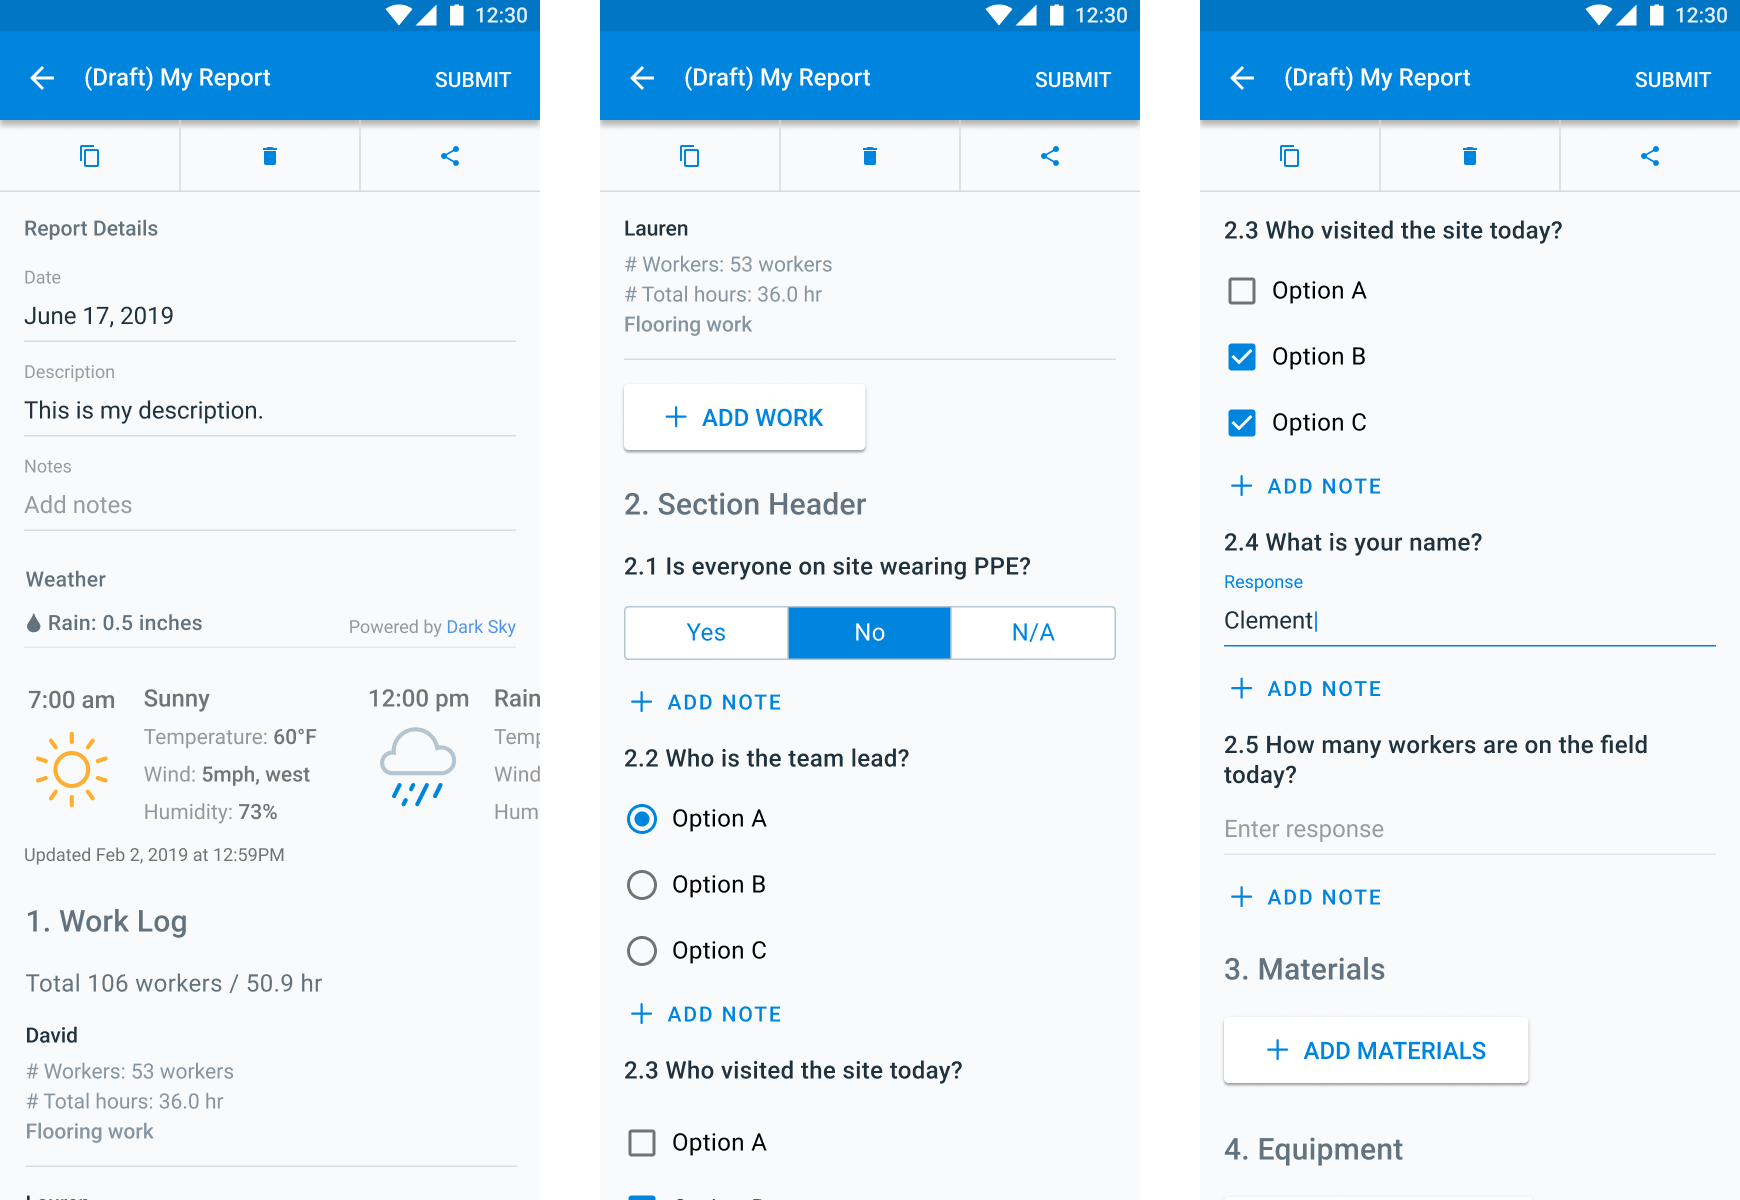 12:30
(Draft) My Report
SUBMIT
Report Details
Date
June 17, 2019
Description
This is my description.
Notes
Add notes
Weather
Rain: 0.5 inches
Powered by Dark Sky
7:00 am
Sunny
Temperature: 60°F
Wind: 5mph, west
Humidity: 73%
12:00 pm
Rain
Temp
Wind
Hum
Updated Feb 2, 2019 at 12:59PM
1. Work Log
Total 106 workers / 50.9 hr
David
# Workers: 53 workers
# Total hours: 36.0 hr
Flooring work
12:30
(Draft) My Report
SUBMIT
Lauren
# Workers: 53 workers
# Total hours: 36.0 hr
Flooring work
ADD WORK
2. Section Header
2.1 Is everyone on site wearing PPE?
Yes
No
N/A
ADD NOTE
2.2 Who is the team lead?
Option A
Option B
Option C
ADD NOTE
2.3 Who visited the site today?
Option A
12:30
(Draft) My Report
SUBMIT
2.3 Who visited the site today?
Option A
Option B
Option C
ADD NOTE
2.4 What is your name?
Response
Clement
ADD NOTE
2.5 How many workers are on the field
today?
Enter response
ADD NOTE
3. Materials
ADD MATERIALS
4. Equipment